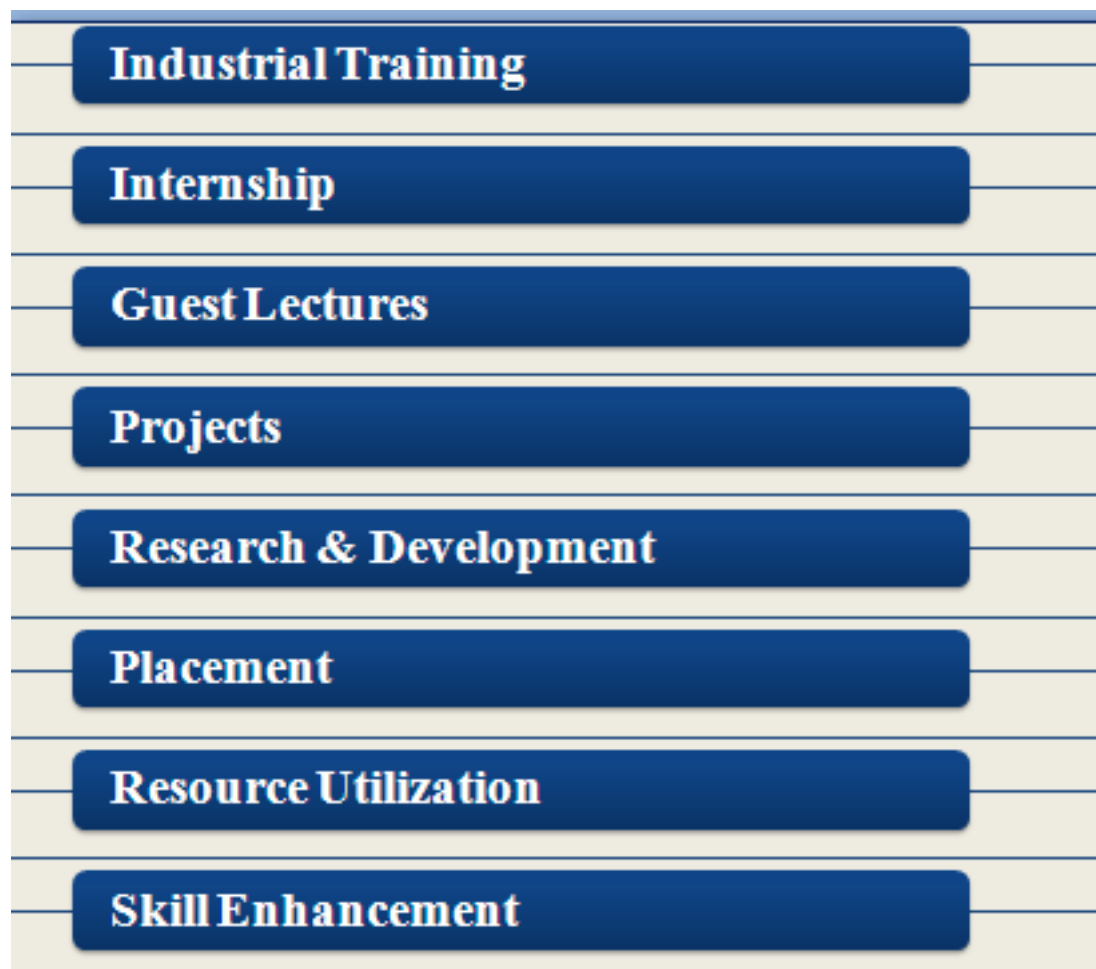 Industrial Training
Internship
Guest Lectures
Projects
Research & Development
Placement
Resource Utilization
Skill Enhancement